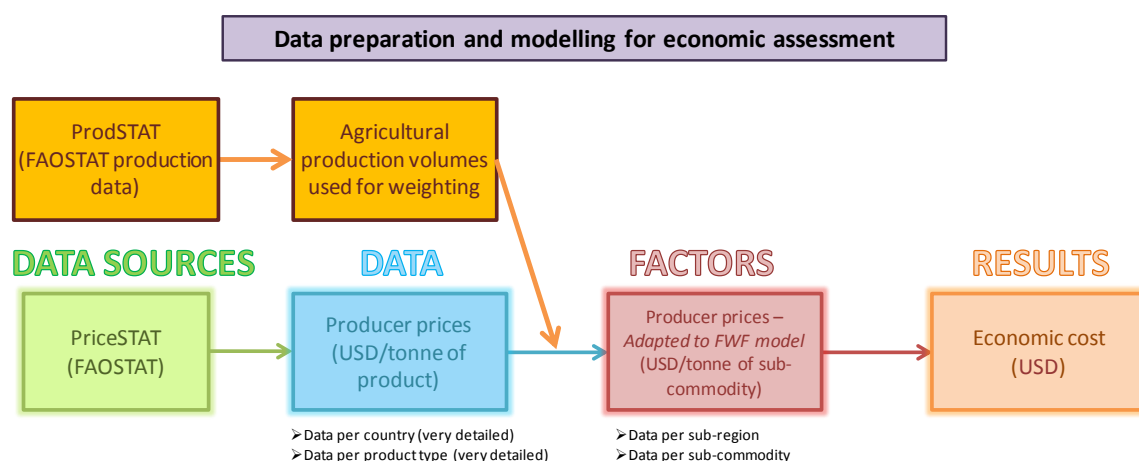 Data preparation and modelling for economic assessment
ProdSTAT
(FAOSTAT production
data)
Agricultural
production volumes
used for weighting
DATA SOURCES
DATA
FACTORS
RESULTS
PriceSTAT
(FAOSTAT)
Producer prices
(USD/tonne of
product)
Producer prices –
Adapted to FWF model
(USD/tonne of sub-
commodity)
Economic cost
(USD)
➢Data per country (very detailed)
➢Data per product type (very detailed)
➢Data per sub-region
➢Data per sub-commodity